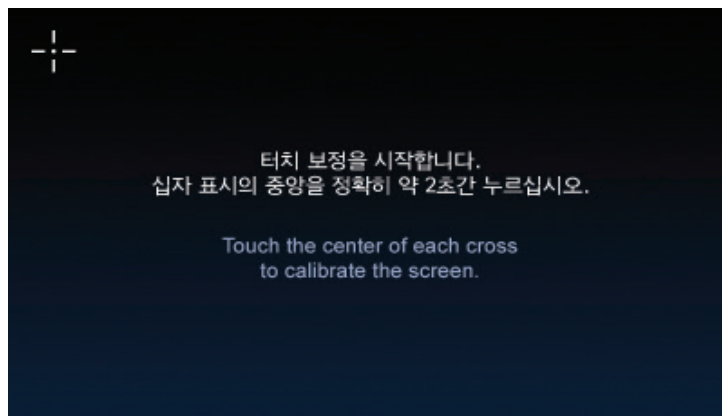 터치 보정을 시작합니다.
십자 표시의 중앙을 정확히 약 2초간 누르십시오.
Touch the center of each cross
to calibrate the screen.